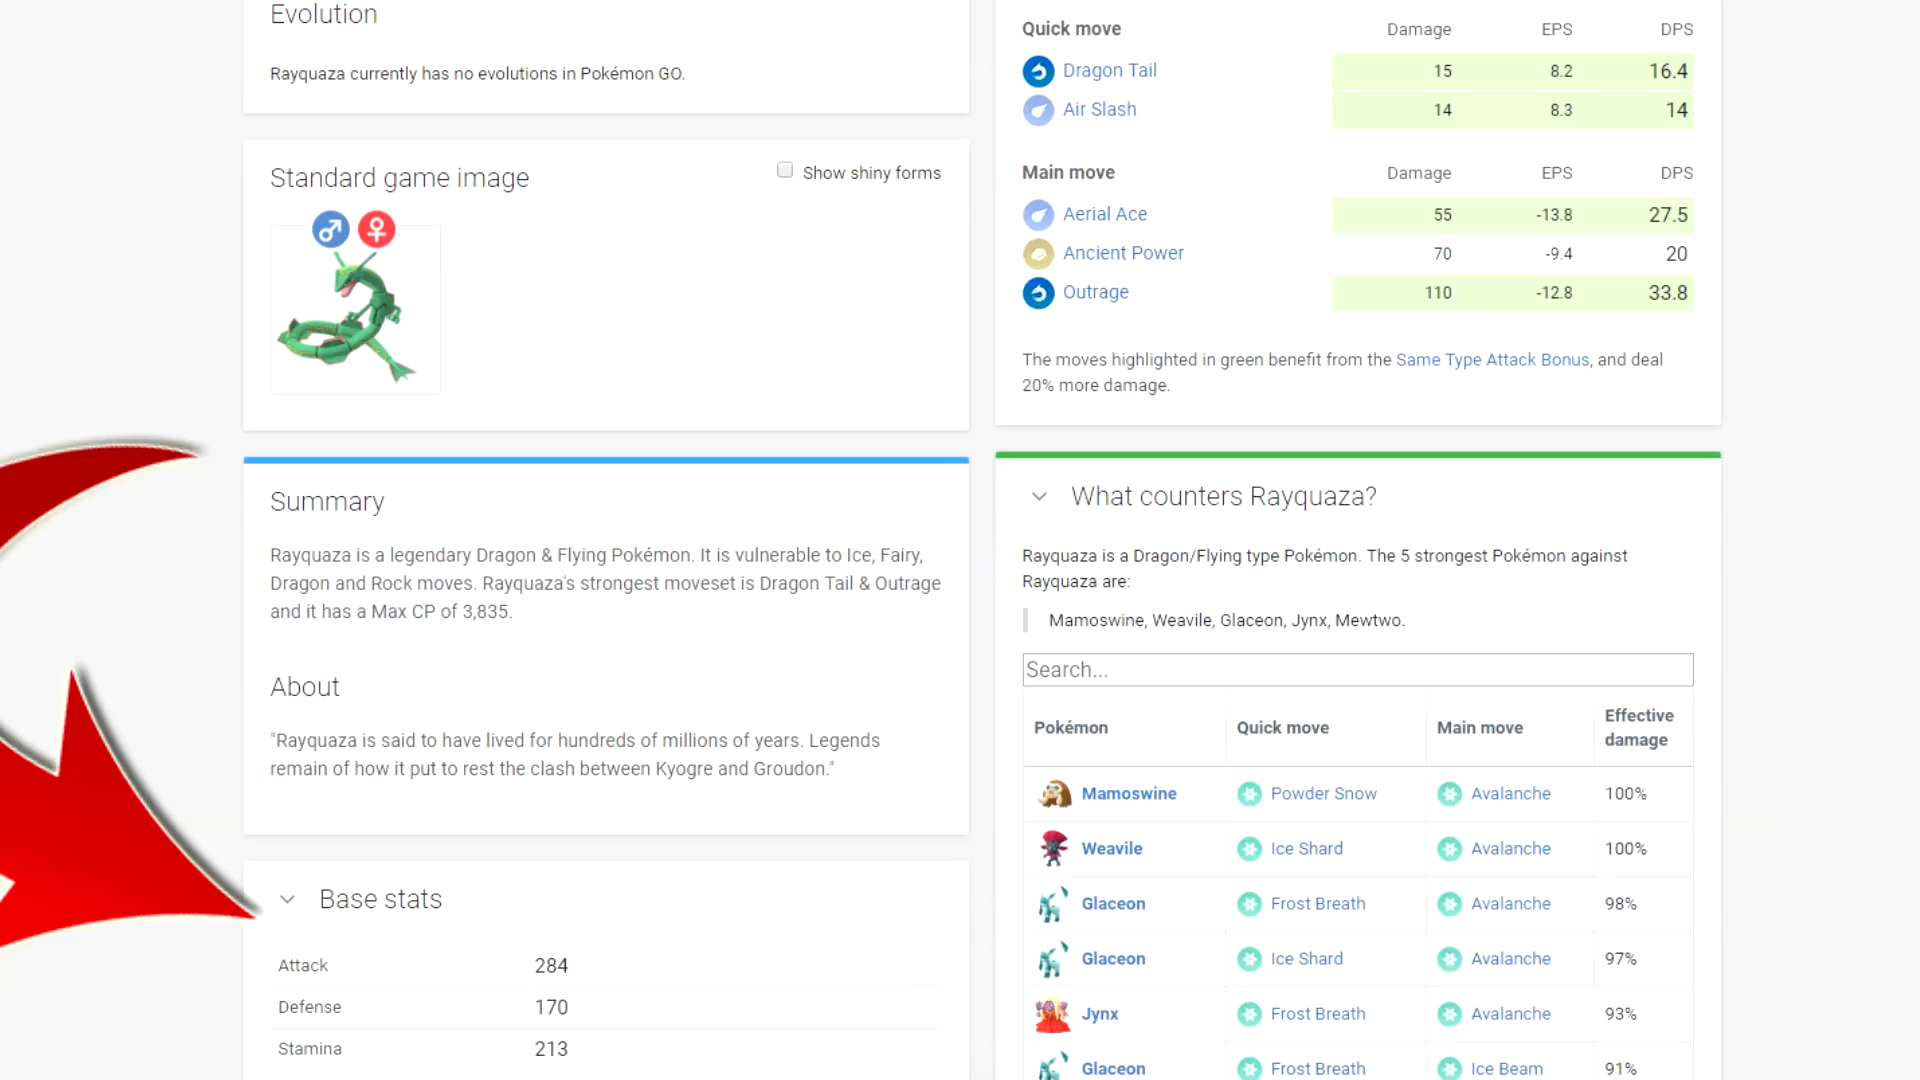 Evolution
Rayquaza currently has no evolutions in Pokémon GO.
Standard game image
Show shiny forms
Summary
Rayquaza is a legendary Dragon & Flying Pokémon. It is vulnerable to Ice, Fairy,
Dragon and Rock moves. Rayquaza's strongest moveset is Dragon Tail & Outrage
and it has a Max CP of 3,835.
About
"Rayquaza is said to have lived for hundreds of millions of years. Legends
remain of how it put to rest the clash between Kyogre and Groudon."
Base stats
Attack 284
Defense 170
Stamina 213
Quick move Damage EPS DPS
Dragon Tail 15 8.2 16.4
Air Slash 14 8.3 14
Main move Damage EPS DPS
Aerial Ace 55 -13.8 27.5
Ancient Power 70 -9.4 20
Outrage 110 -12.8 33.8
The moves highlighted in green benefit from the Same Type Attack Bonus, and deal
20% more damage.
What counters Rayquaza?
Rayquaza is a Dragon/Flying type Pokémon. The 5 strongest Pokémon against
Rayquaza are:
Mamoswine, Weavile, Glaceon, Jynx, Mewtwo.
Search...
Pokémon Quick move Main move Effective
damage
Mamoswine Powder Snow Avalanche 100%
Weavile Ice Shard Avalanche 100%
Glaceon Frost Breath Avalanche 98%
Glaceon Ice Shard Avalanche 97%
Jynx Frost Breath Avalanche 93%
Glaceon Frost Breath Ice Beam 91%